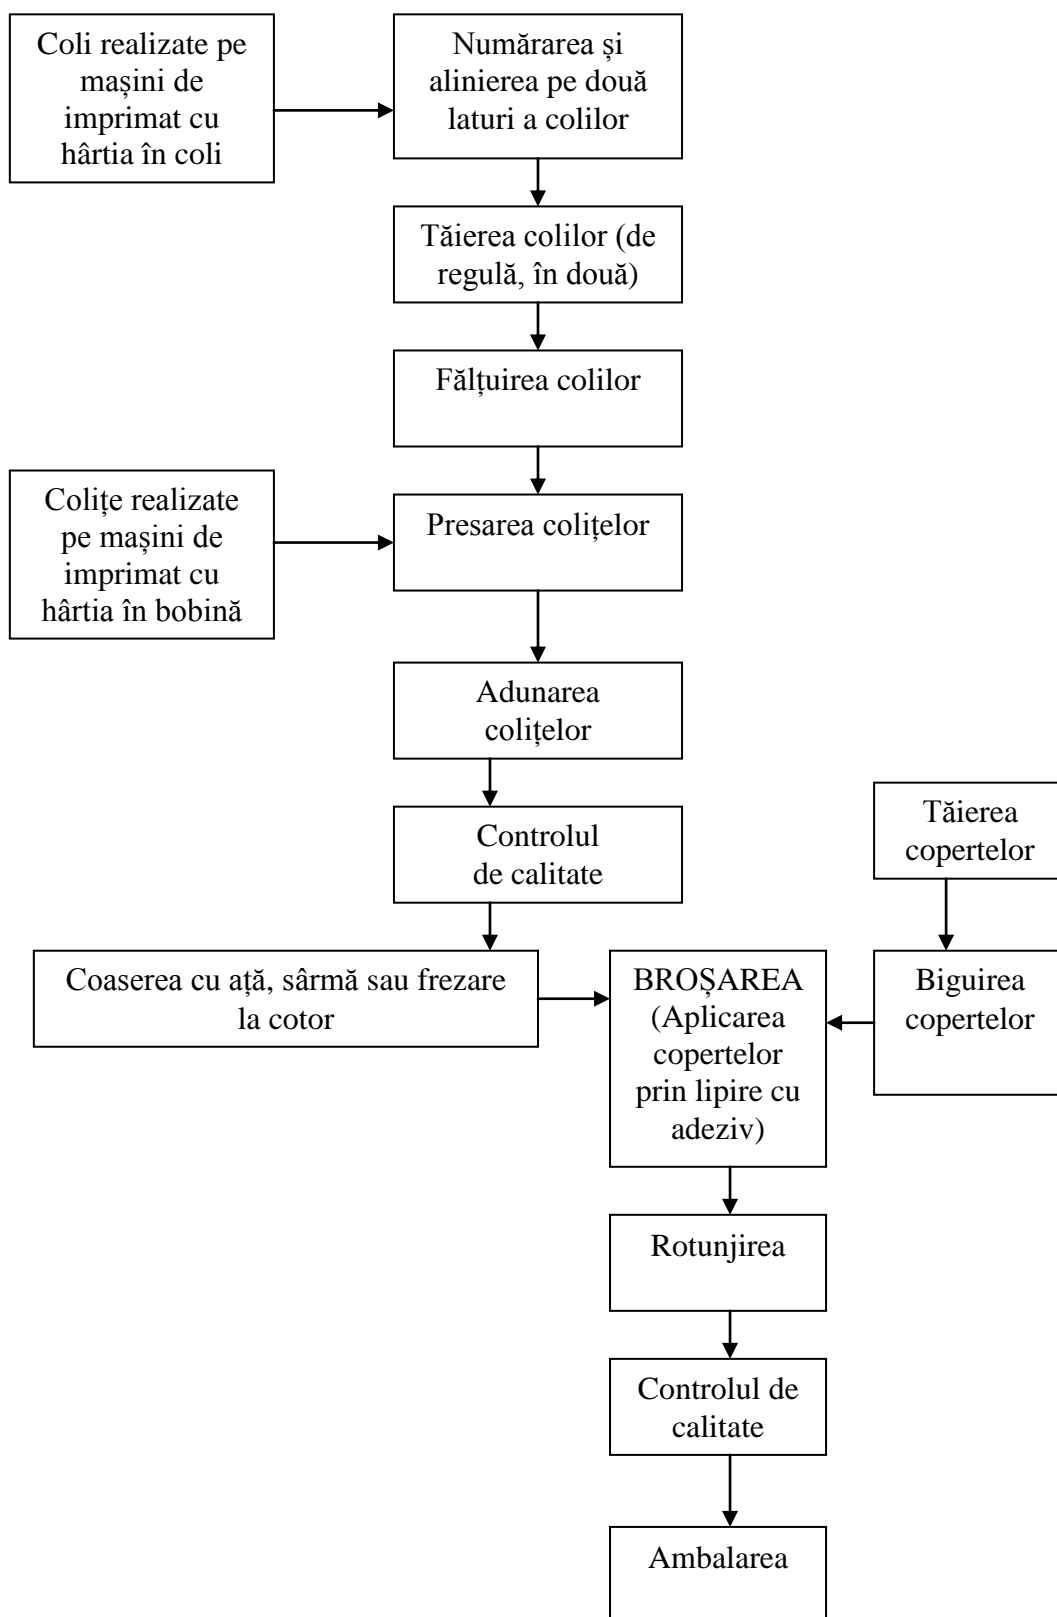 Coli realizate pe
mașini de
imprimat cu
hârtia în coli
Numărarea și
alinierea pe două
laturi a colilor
Tăierea colilor (de
regulă, în două)
Fălțuirea colilor
Colițe realizate
pe mașini de
imprimat cu
hârtia în bobină
Presarea colițelor
Adunarea
colițelor
Controlul
de calitate
Tăierea
copertelor
Coaserea cu ață, sârmă sau frezare
la cotor
BROȘAREA
(Aplicarea
copertelor
prin lipire cu
adeziv)
Biguirea
copertelor
Rotunjirea
Controlul de
calitate
Ambalarea